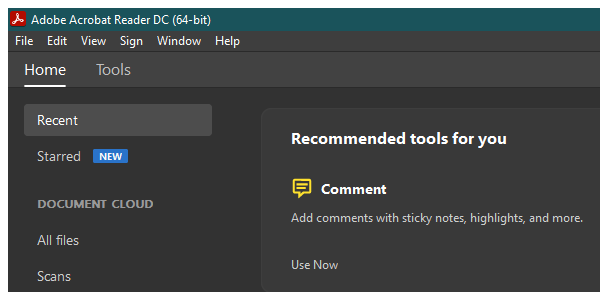 Adobe Acrobat Reader DC (64-bit)
File Edit View Sign Window Help
Home Tools
Recent
Starred NEW
DOCUMENT CLOUD
All files
Scans
Recommended tools for you
Comment
Add comments with sticky notes, highlights, and more.
Use Now